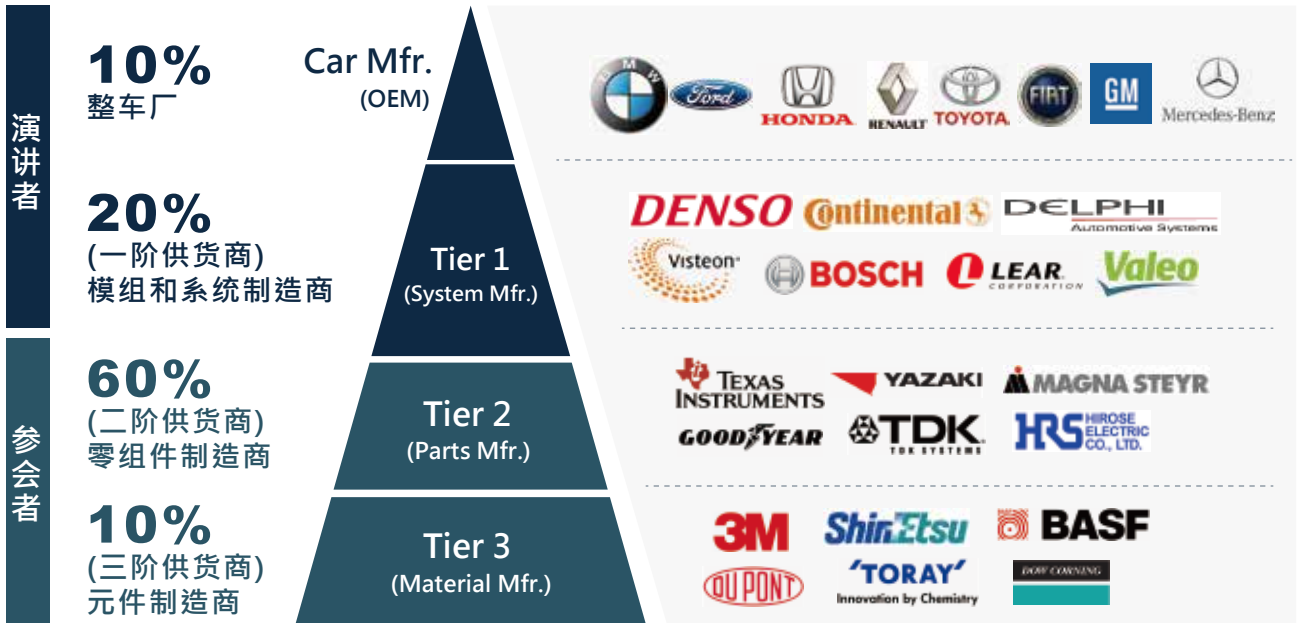 演讲者
10%
整车厂
Car Mfr.
(OEM)
BMW
Ford
HONDA
RENAULT
TOYOTA
FIAT
GM
Mercedes-Benz
20%
(一阶供货商)
模组和系统制造商
Tier 1
(System Mfr.)
DENSO
Continental
DELPHI
Automotive Systems
Visteon
BOSCH
LEAR
CORPORATION
Valeo
参会者
60%
(二阶供货商)
零组件制造商
Tier 2
(Parts Mfr.)
TEXAS
INSTRUMENTS
YAZAKI
MAGNA STEYR
GOODYEAR
TDK
TDK SYSTEMS
HRS
HIROSE
ELECTRIC
CO., LTD.
10%
(三阶供货商)
元件制造商
Tier 3
(Material Mfr.)
3M
ShinEtsu
BASF
DUPONT
'TORAY'
Innovation by Chemistry
DOW CORNING